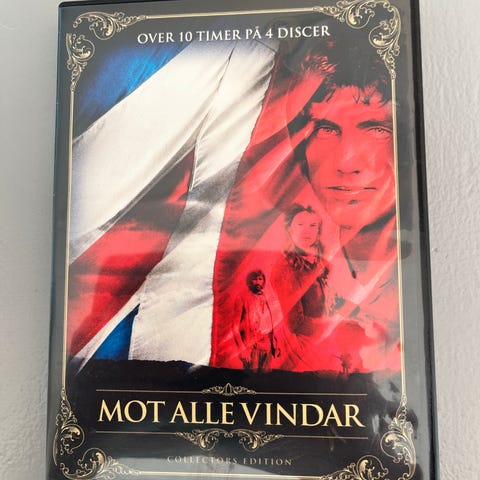 OVER 10 TIMER PÅ 4 DISCER
MOT ALLE VINDAR
COLLECTORS EDITION